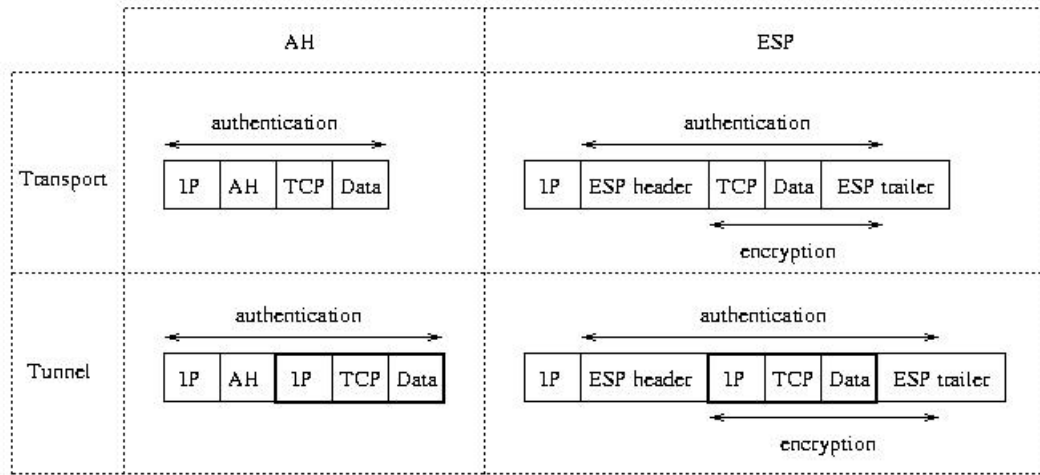 AH ESP
authentication authentication
Transport
IP AH TCP Data IP ESP header TCP Data ESP trailer
encryption
authentication authentication
Tunnel
IP AH IP TCP Data IP ESP header IP TCP Data ESP trailer
encryption